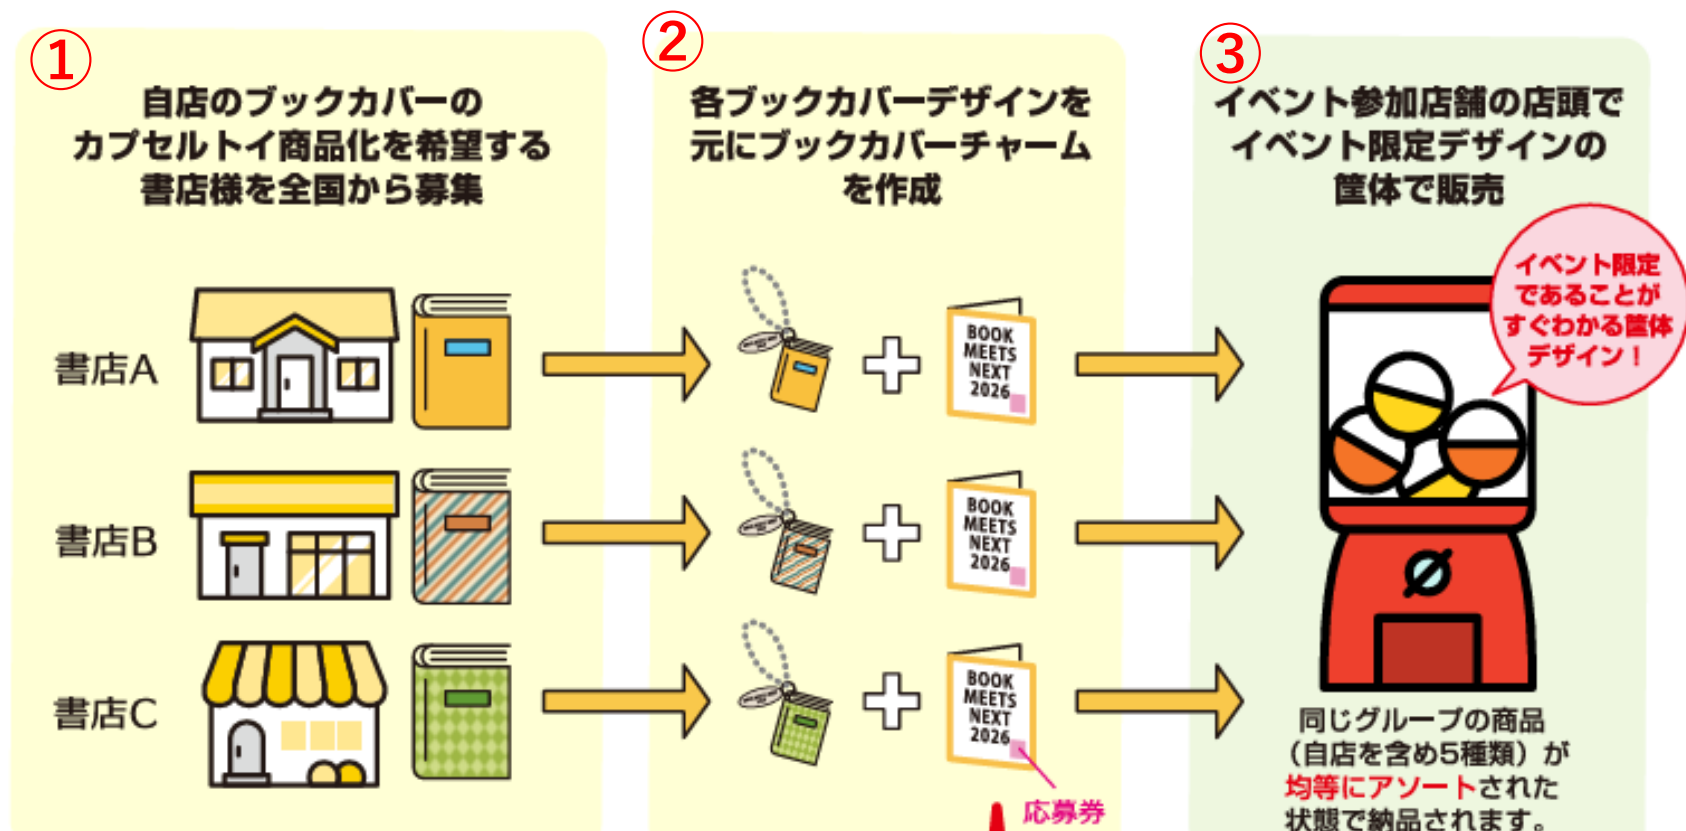 ①
自店のブックカバーの
カプセルトイ商品化を希望する
書店様を全国から募集
書店A
書店B
書店C
②
各ブックカバーデザインを
元にブックカバーチャーム
を作成
BOOK
MEETS
NEXT
2026
BOOK
MEETS
NEXT
2026
BOOK
MEETS
NEXT
2026
応募券
③
イベント参加店舗の店頭で
イベント限定デザインの
筐体で販売
イベント限定
であることが
すぐわかる筐体
デザイン!
同じグループの商品
(自店を含め5種類)が
均等にアソートされた
状態で納品されます。